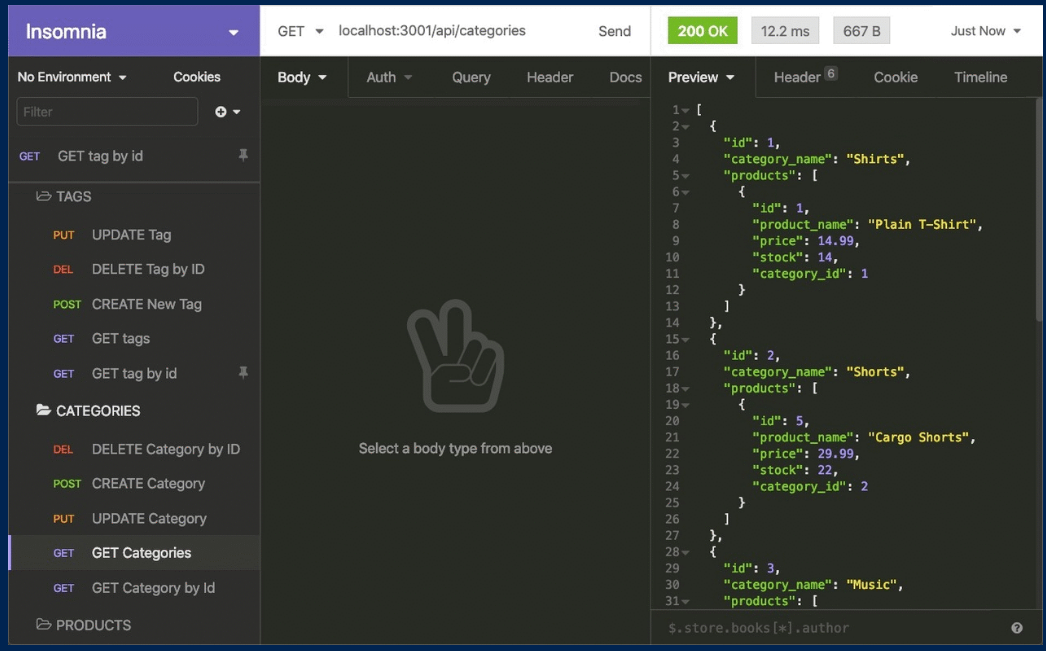 Insomnia
No Environment
Cookies
Filter
GET GET tag by id
TAGS
PUT UPDATE Tag
DEL DELETE Tag by ID
POST CREATE New Tag
GET GET tags
GET GET tag by id
CATEGORIES
DEL DELETE Category by ID
POST CREATE Category
PUT UPDATE Category
GET GET Categories
GET GET Category by Id
PRODUCTS
GET localhost:3001/api/categories Send
Body Auth Query Header Docs
Select a body type from above
200 OK 12.2 ms 667 B Just Now
Preview Header 6 Cookie Timeline
1 [
2 {
3 "id": 1,
4 "category_name": "Shirts",
5 "products": [
6 {
7 "id": 1,
8 "product_name": "Plain T-Shirt",
9 "price": 14.99,
10 "stock": 14,
11 "category_id": 1
12 }
13 ]
14 },
15 {
16 "id": 2,
17 "category_name": "Shorts",
18 "products": [
19 {
20 "id": 5,
21 "product_name": "Cargo Shorts",
22 "price": 29.99,
23 "stock": 22,
24 "category_id": 2
25 }
26 ]
27 },
28 {
29 "id": 3,
30 "category_name": "Music",
31 "products": [
$.store.books[*].author